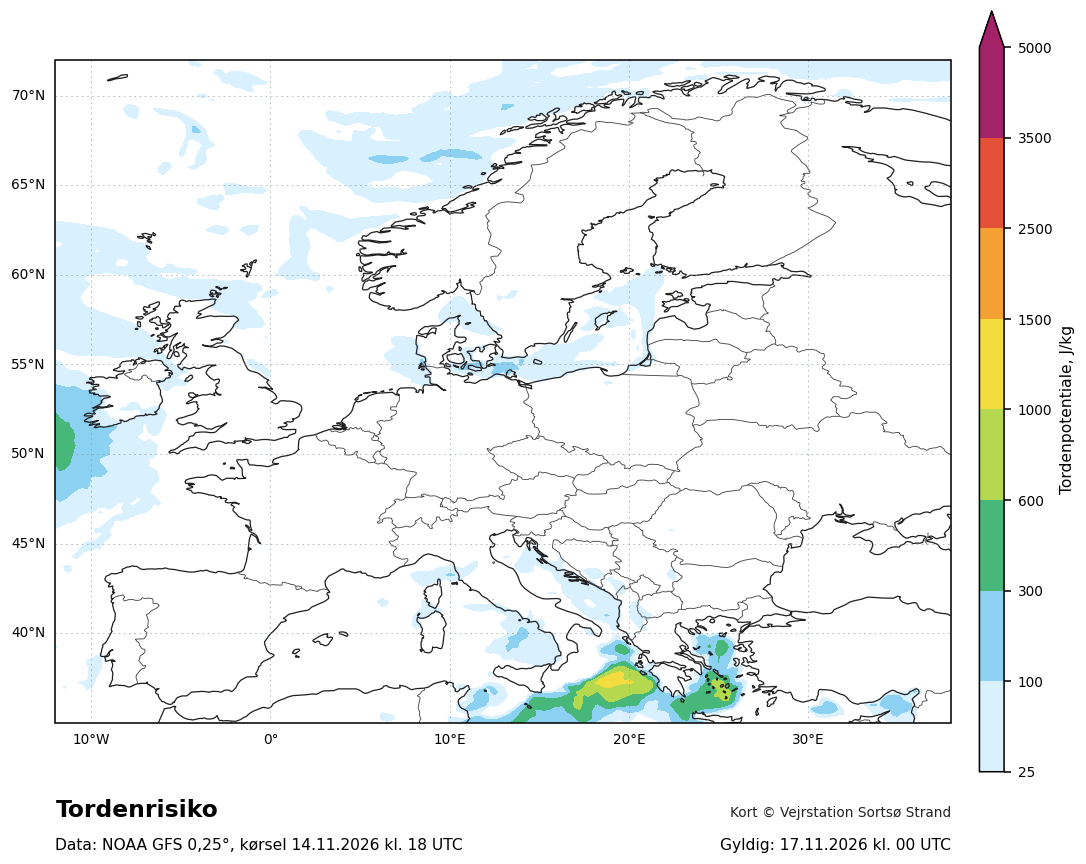 70°N
65°N
60°N
55°N
50°N
45°N
40°N
10°W
0°
10°E
20°E
30°E
5000
3500
2500
1500
1000
600
300
100
25
Tordenpotentiale, J/kg
Tordenrisiko
Kort © Vejrstation Sortsø Strand
Data: NOAA GFS 0,25°, kørsel 14.11.2026 kl. 18 UTC
Gyldig: 17.11.2026 kl. 00 UTC